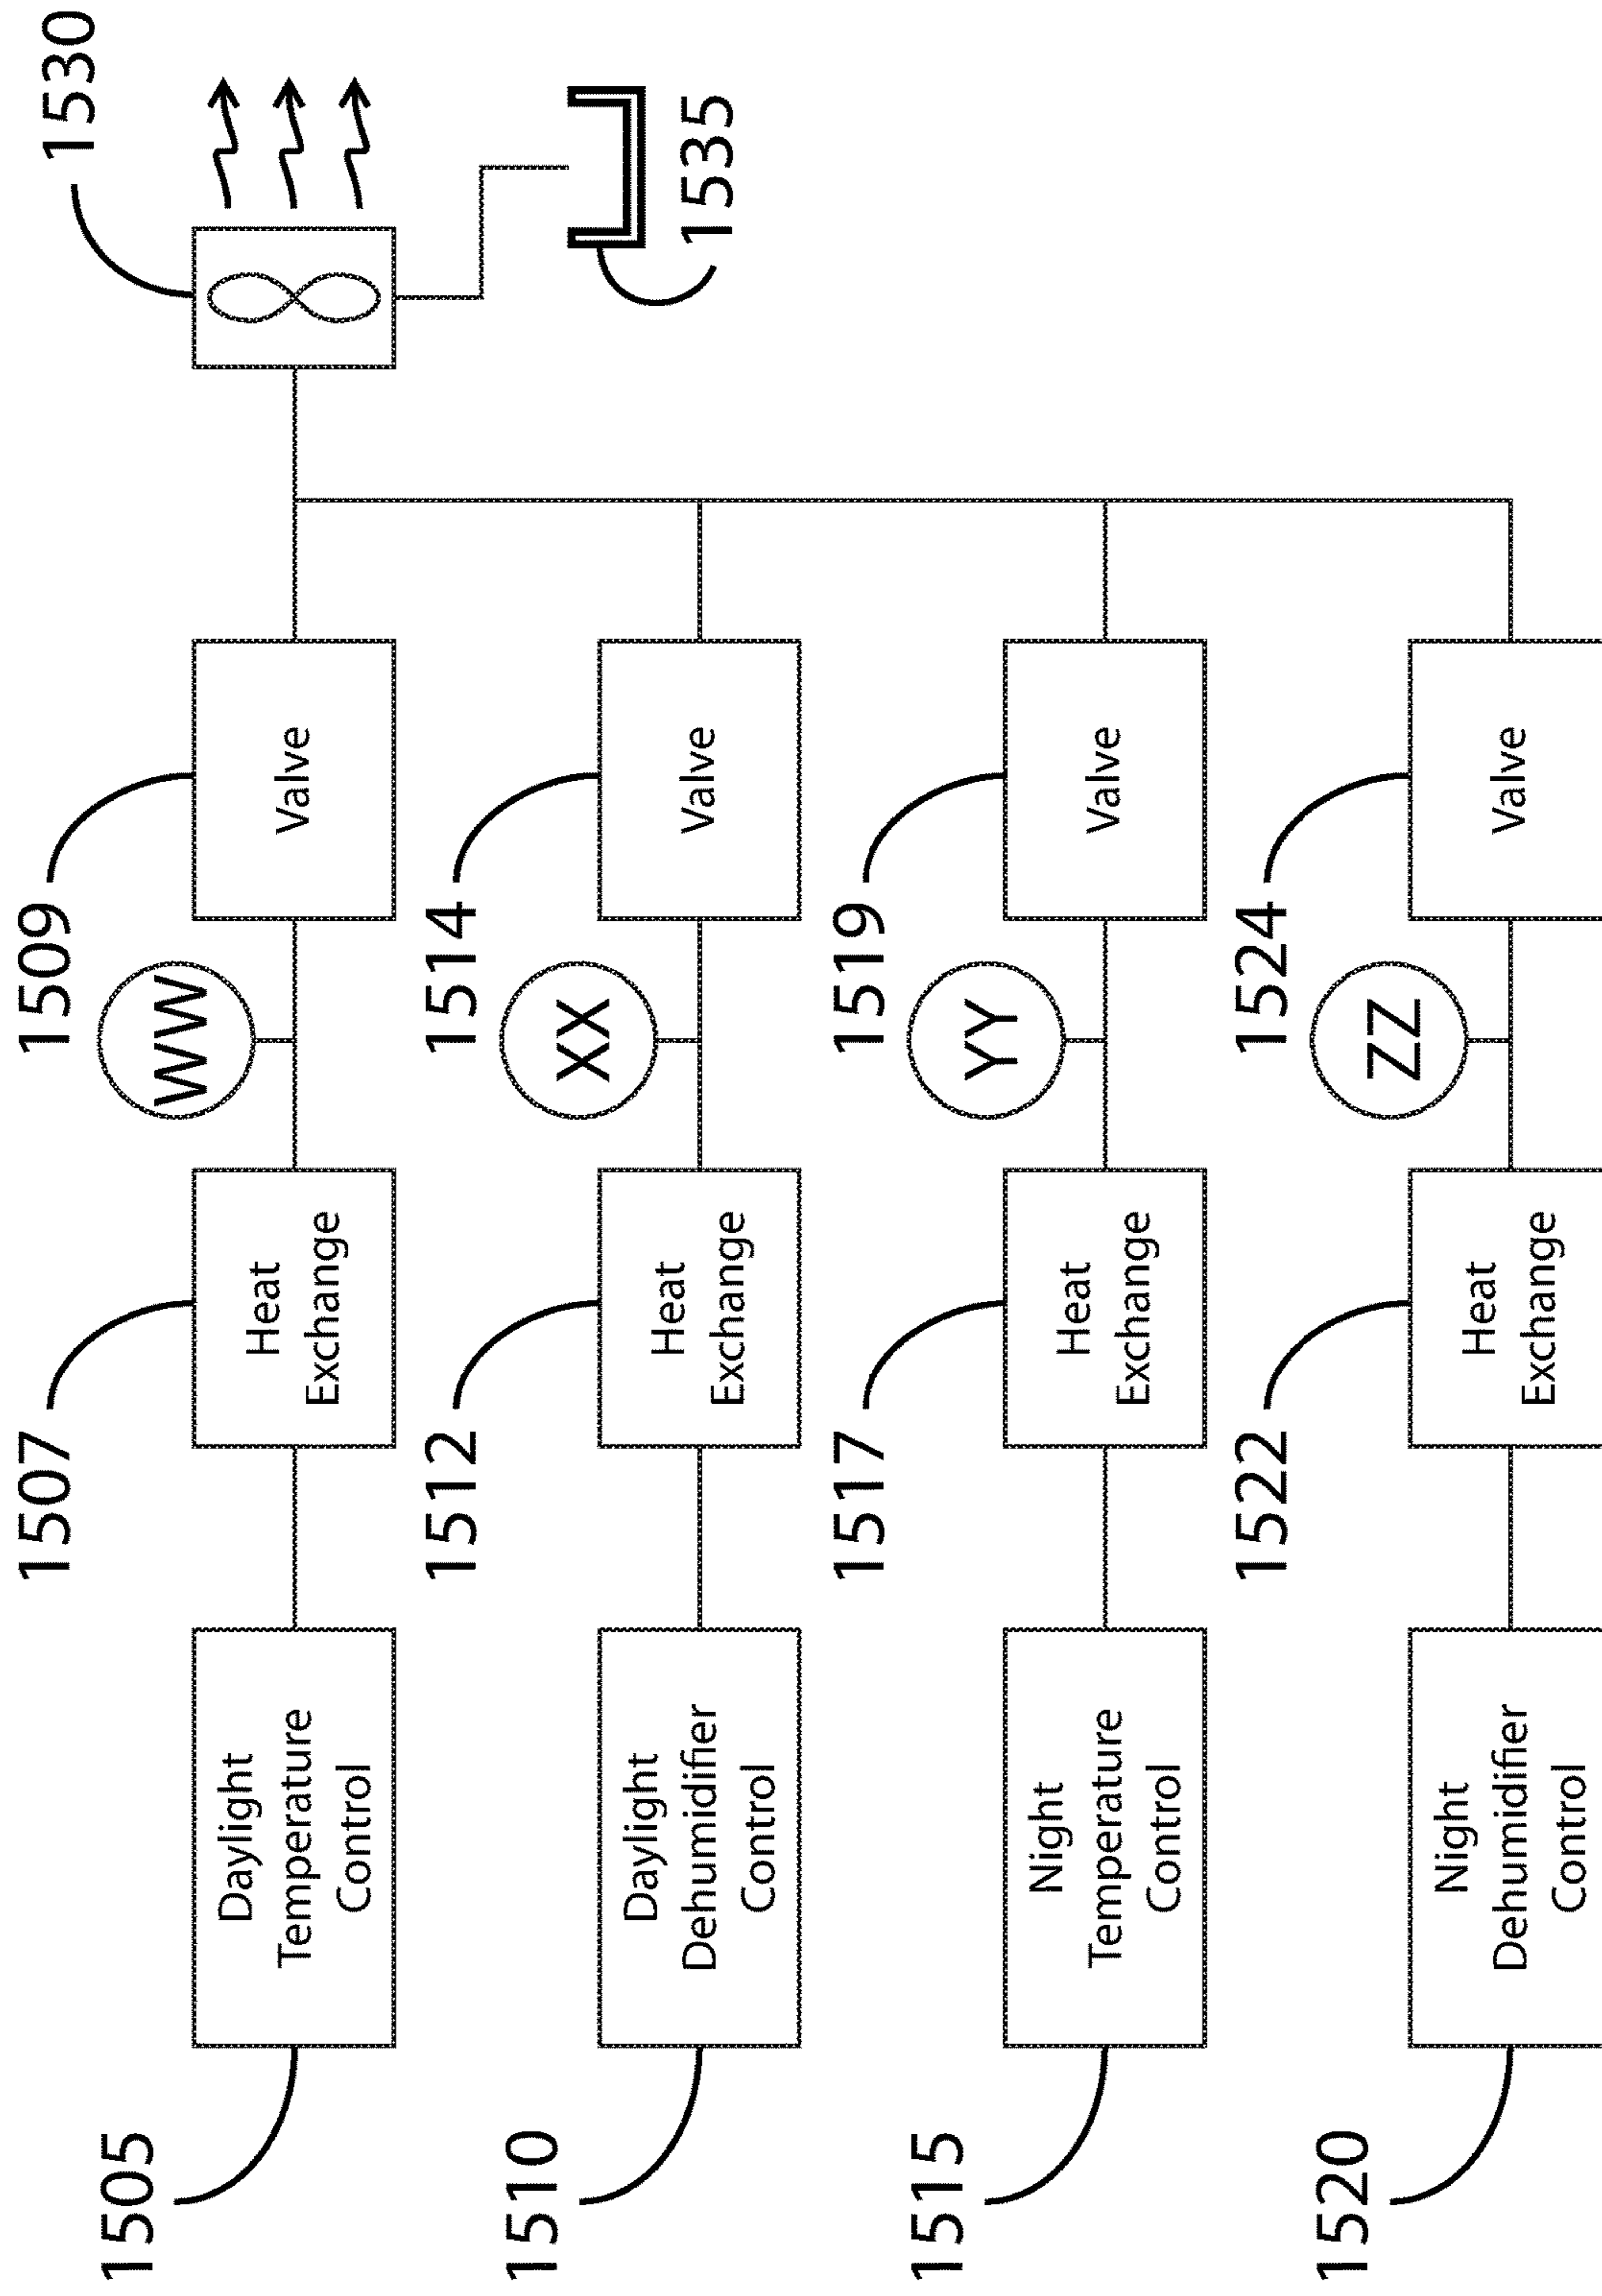 1530
1535
1507
1509
WW
1505
Daylight
Temperature
Control
Heat
Exchange
Valve
1512
1514
XX
1510
Daylight
Dehumidifier
Control
Heat
Exchange
Valve
1517
1519
YY
1515
Night
Temperature
Control
Heat
Exchange
Valve
1522
1524
ZZ
1520
Night
Dehumidifier
Control
Heat
Exchange
Valve